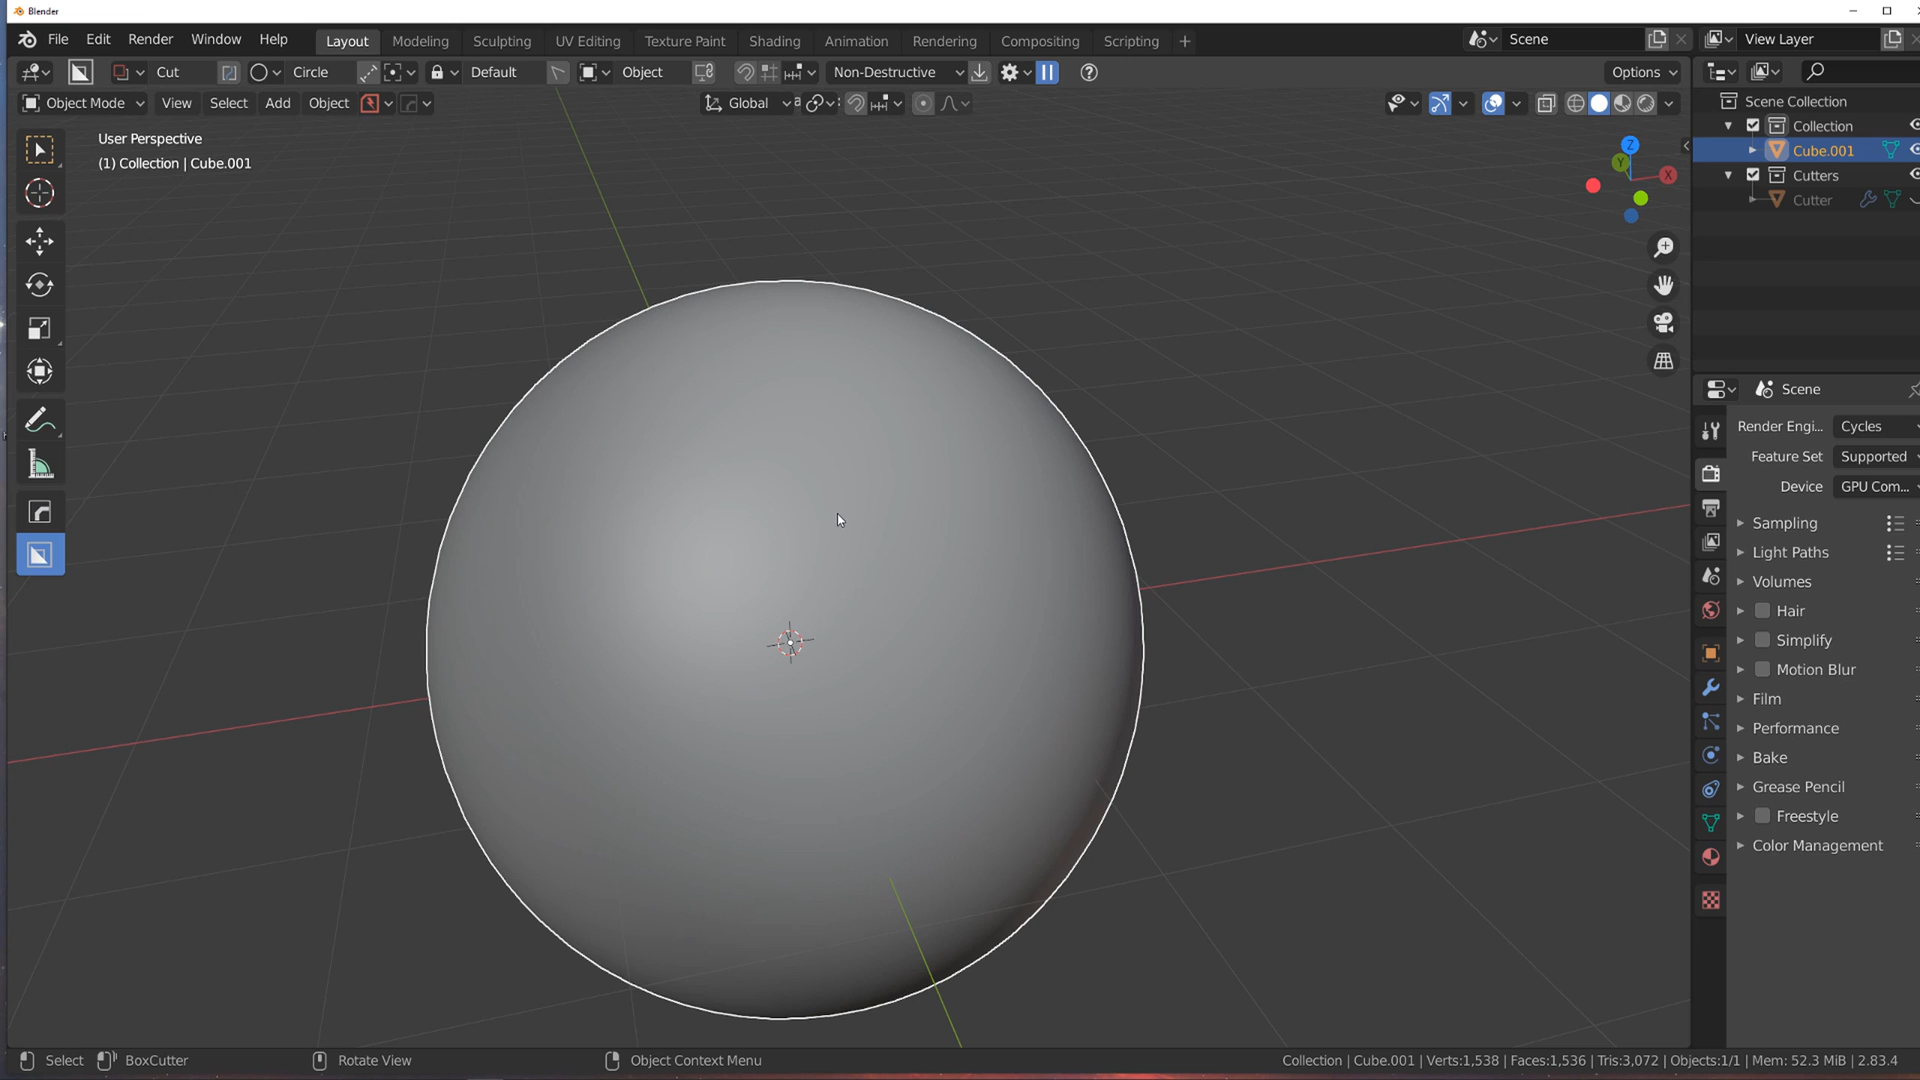 Blender
File Edit Render Window Help Layout Modeling Sculpting UV Editing Texture Paint Shading Animation Rendering Compositing Scripting + Scene View Layer
Cut Circle Default Object Non-Destructive Options
Object Mode View Select Add Object Global
User Perspective
(1) Collection | Cube.001
Z
Y
X
Scene Collection
Collection
Cube.001
Cutters
Cutter
Scene
Render Engi... Cycles
Feature Set Supported
Device GPU Com...
Sampling
Light Paths
Volumes
Hair
Simplify
Motion Blur
Film
Performance
Bake
Grease Pencil
Freestyle
Color Management
Select BoxCutter Rotate View Object Context Menu Collection | Cube.001 | Verts:1,538 | Faces:1,536 | Tris:3,072 | Objects:1/1 | Mem: 52.3 MiB | 2.83.4